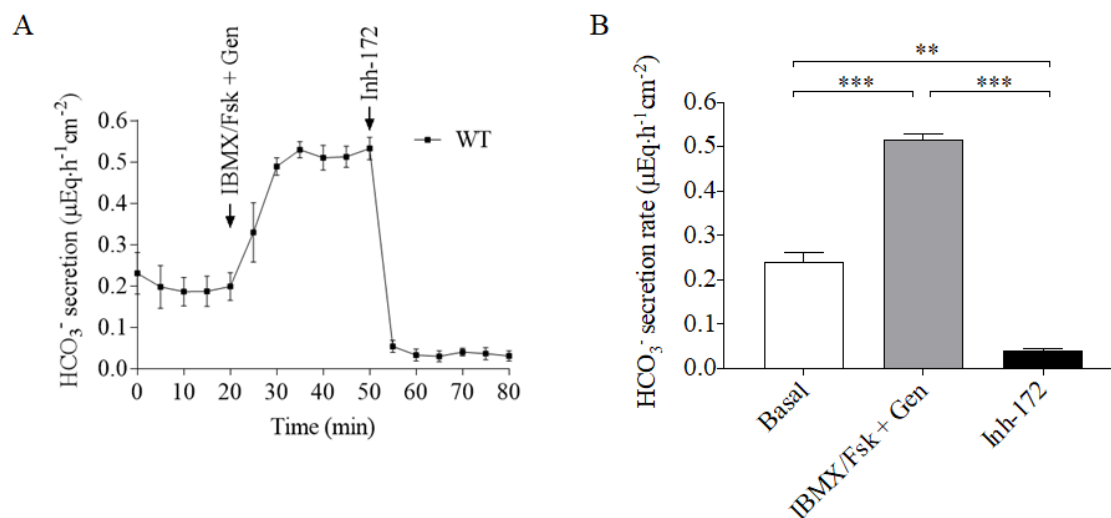 A
IBMX/Fsk + Gen
Inh-172
WT
HCO₃⁻ secretion (µEq·h⁻¹cm⁻²)
0.6
0.5
0.4
0.3
0.2
0.1
0.0
0 10 20 30 40 50 60 70 80
Time (min)
B
**
*** ***
HCO₃⁻ secretion rate (µEq·h⁻¹cm⁻²)
0.6
0.5
0.4
0.3
0.2
0.1
0.0
Basal
IBMX/Fsk + Gen
Inh-172